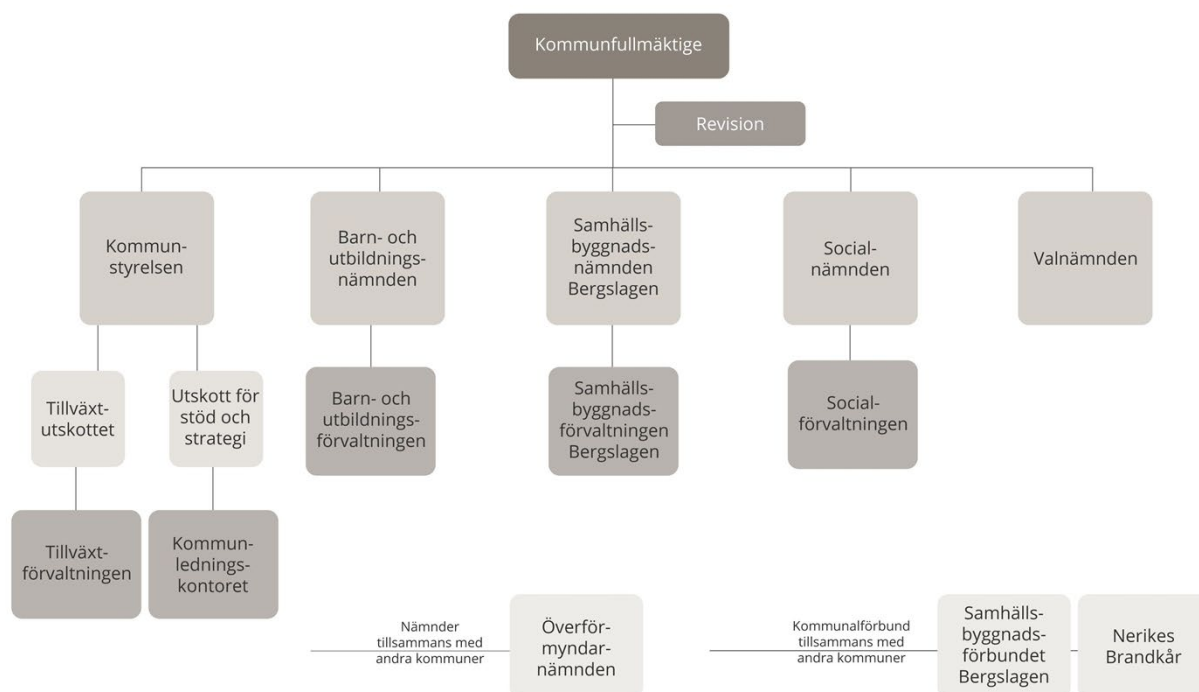 Kommunfullmäktige
Revision
Kommun-
styrelsen
Barn- och
utbildnings-
nämnden
Samhälls-
byggnads-
nämnden
Bergslagen
Social-
nämnden
Valnämnden
Tillväxt-
utskottet
Utskott för
stöd och
strategi
Barn- och
utbildnings-
förvaltningen
Samhälls-
byggnads-
förvaltningen
Bergslagen
Social-
förvaltningen
Tillväxt-
förvaltningen
Kommun-
lednings-
kontoret
Nämnder
tillsammans med
andra kommuner
Överför-
myndar-
nämnden
Kommunalförbund
tillsammans med
andra kommuner
Samhälls-
byggnads-
förbundet
Bergslagen
Nerikes
Brandkår